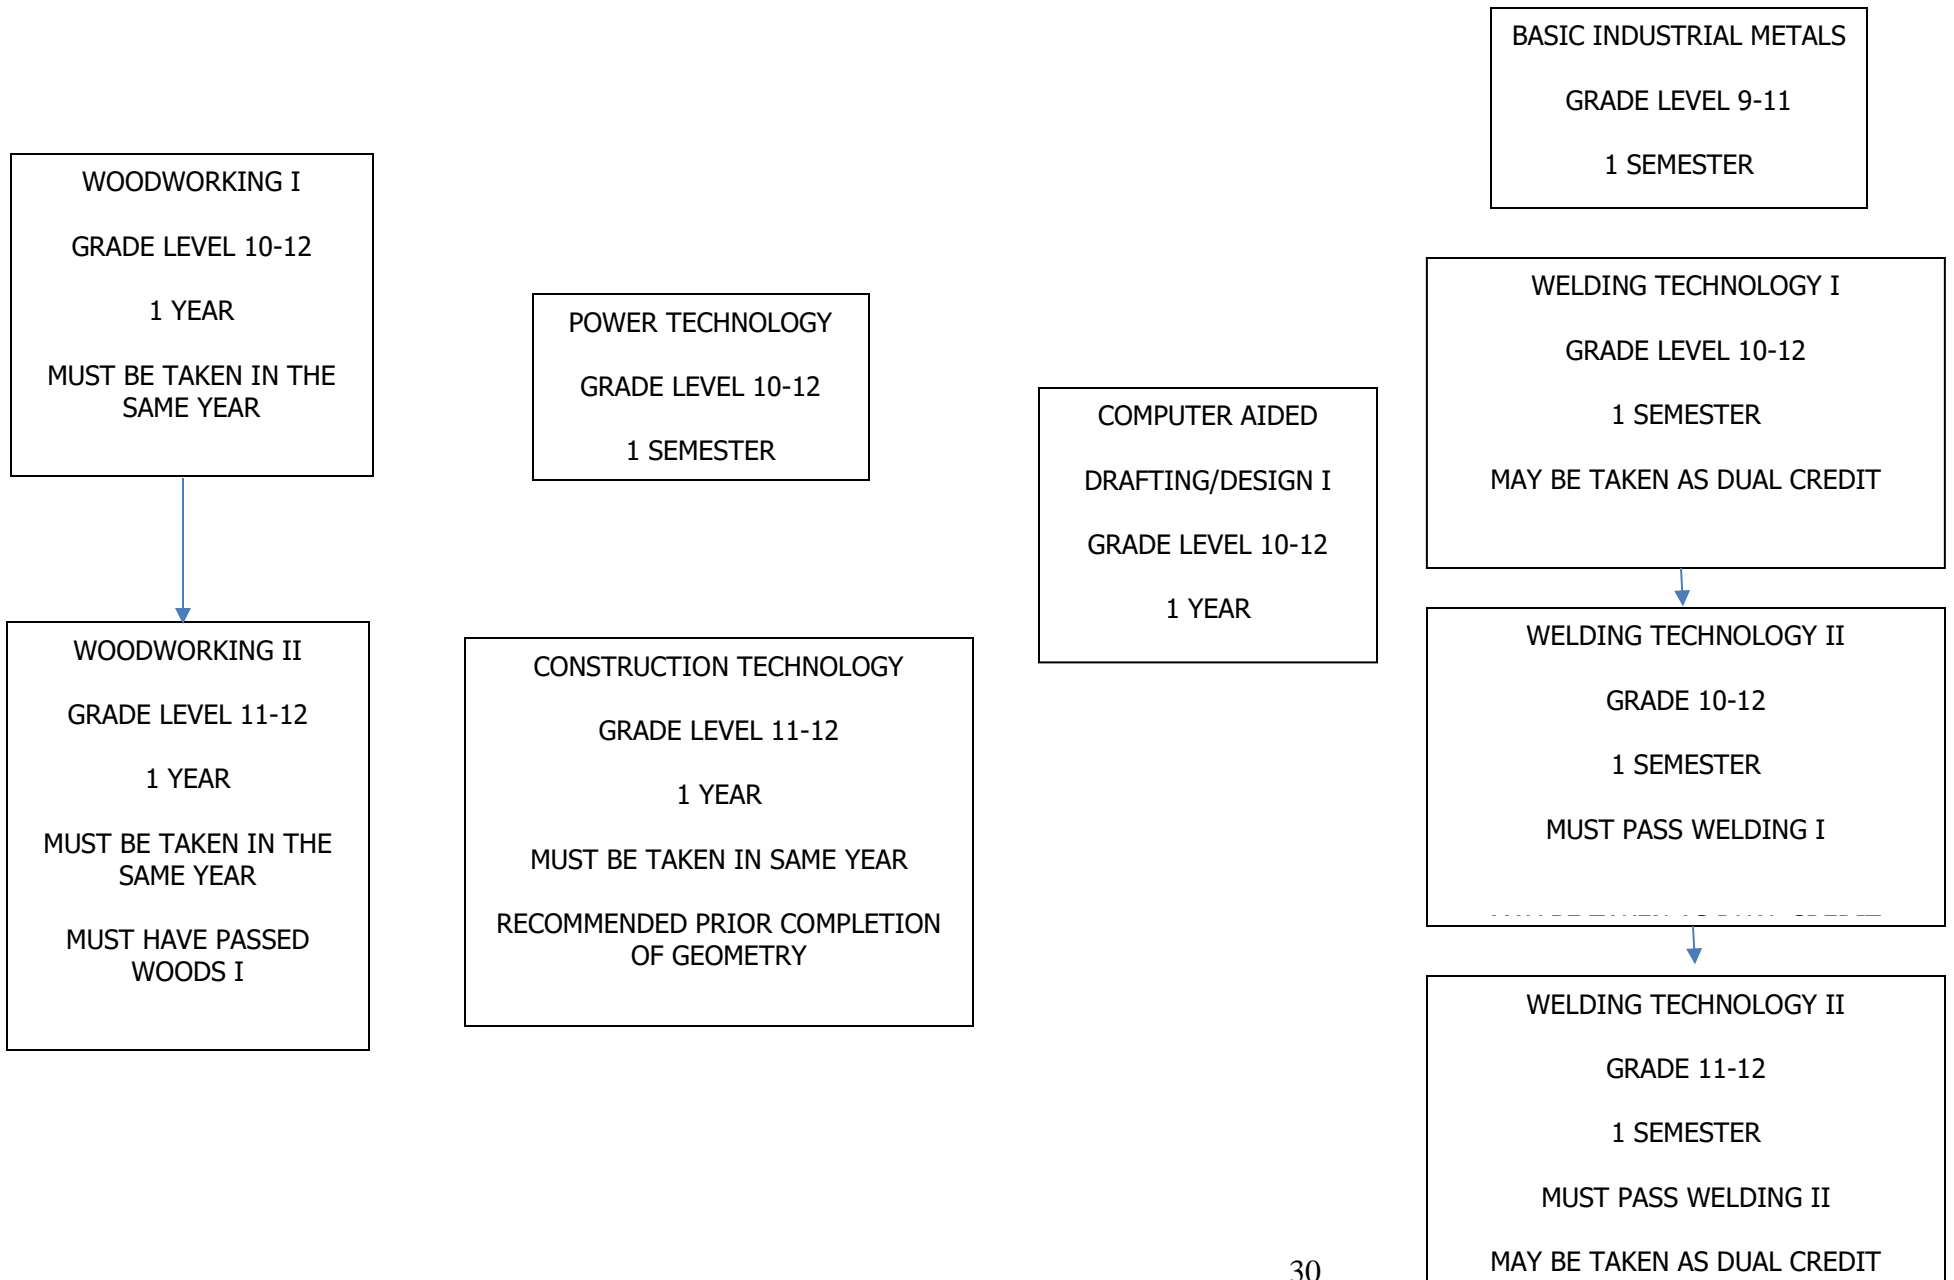 BASIC INDUSTRIAL METALS
GRADE LEVEL 9-11
1 SEMESTER
WOODWORKING I
GRADE LEVEL 10-12
1 YEAR
MUST BE TAKEN IN THE
SAME YEAR
POWER TECHNOLOGY
GRADE LEVEL 10-12
1 SEMESTER
COMPUTER AIDED
DRAFTING/DESIGN I
GRADE LEVEL 10-12
1 YEAR
WELDING TECHNOLOGY I
GRADE LEVEL 10-12
1 SEMESTER
MAY BE TAKEN AS DUAL CREDIT
WOODWORKING II
GRADE LEVEL 11-12
1 YEAR
MUST BE TAKEN IN THE
SAME YEAR
MUST HAVE PASSED
WOODS I
CONSTRUCTION TECHNOLOGY
GRADE LEVEL 11-12
1 YEAR
MUST BE TAKEN IN SAME YEAR
RECOMMENDED PRIOR COMPLETION
OF GEOMETRY
WELDING TECHNOLOGY II
GRADE 10-12
1 SEMESTER
MUST PASS WELDING I
WELDING TECHNOLOGY II
GRADE 11-12
1 SEMESTER
MUST PASS WELDING II
MAY BE TAKEN AS DUAL CREDIT
30